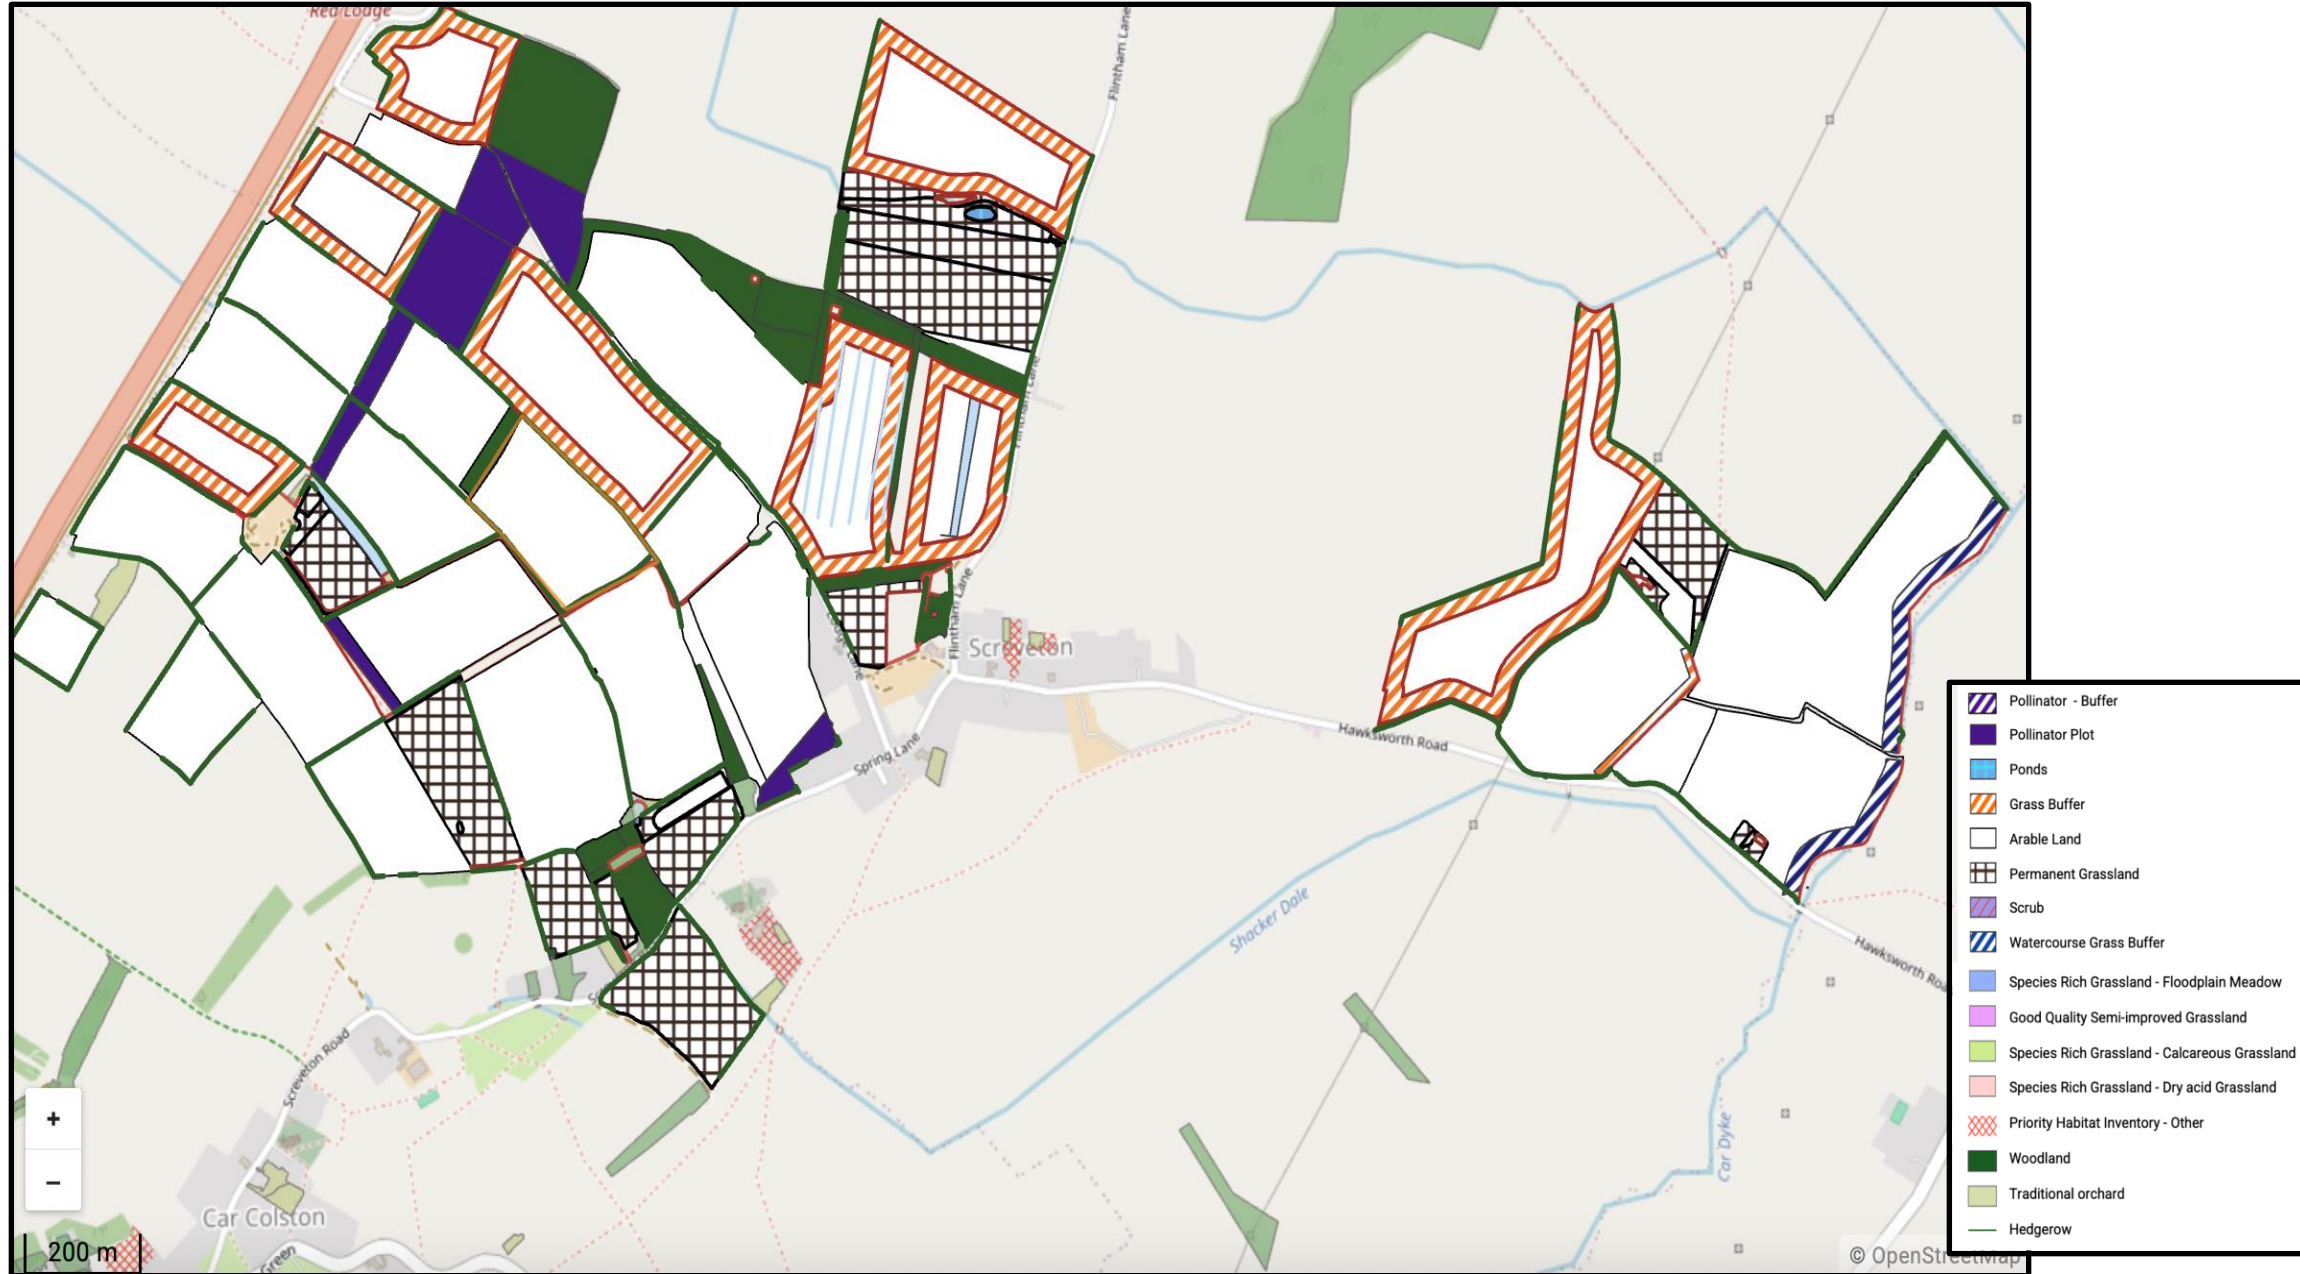 Red Lodge
Flintham Lane
Flintham Lane
Flintham Lane
Lodge Lane
Screveton
Hawksworth Road
Spring Lane
Shacker Dale
Screveton Road
Car Dyke
Car Colston
Green
+
−
200 m
Pollinator - Buffer
Pollinator Plot
Ponds
Grass Buffer
Arable Land
Permanent Grassland
Scrub
Watercourse Grass Buffer
Species Rich Grassland - Floodplain Meadow
Good Quality Semi-improved Grassland
Species Rich Grassland - Calcareous Grassland
Species Rich Grassland - Dry acid Grassland
Priority Habitat Inventory - Other
Woodland
Traditional orchard
Hedgerow
Hawksworth Roa
© OpenStreetMap